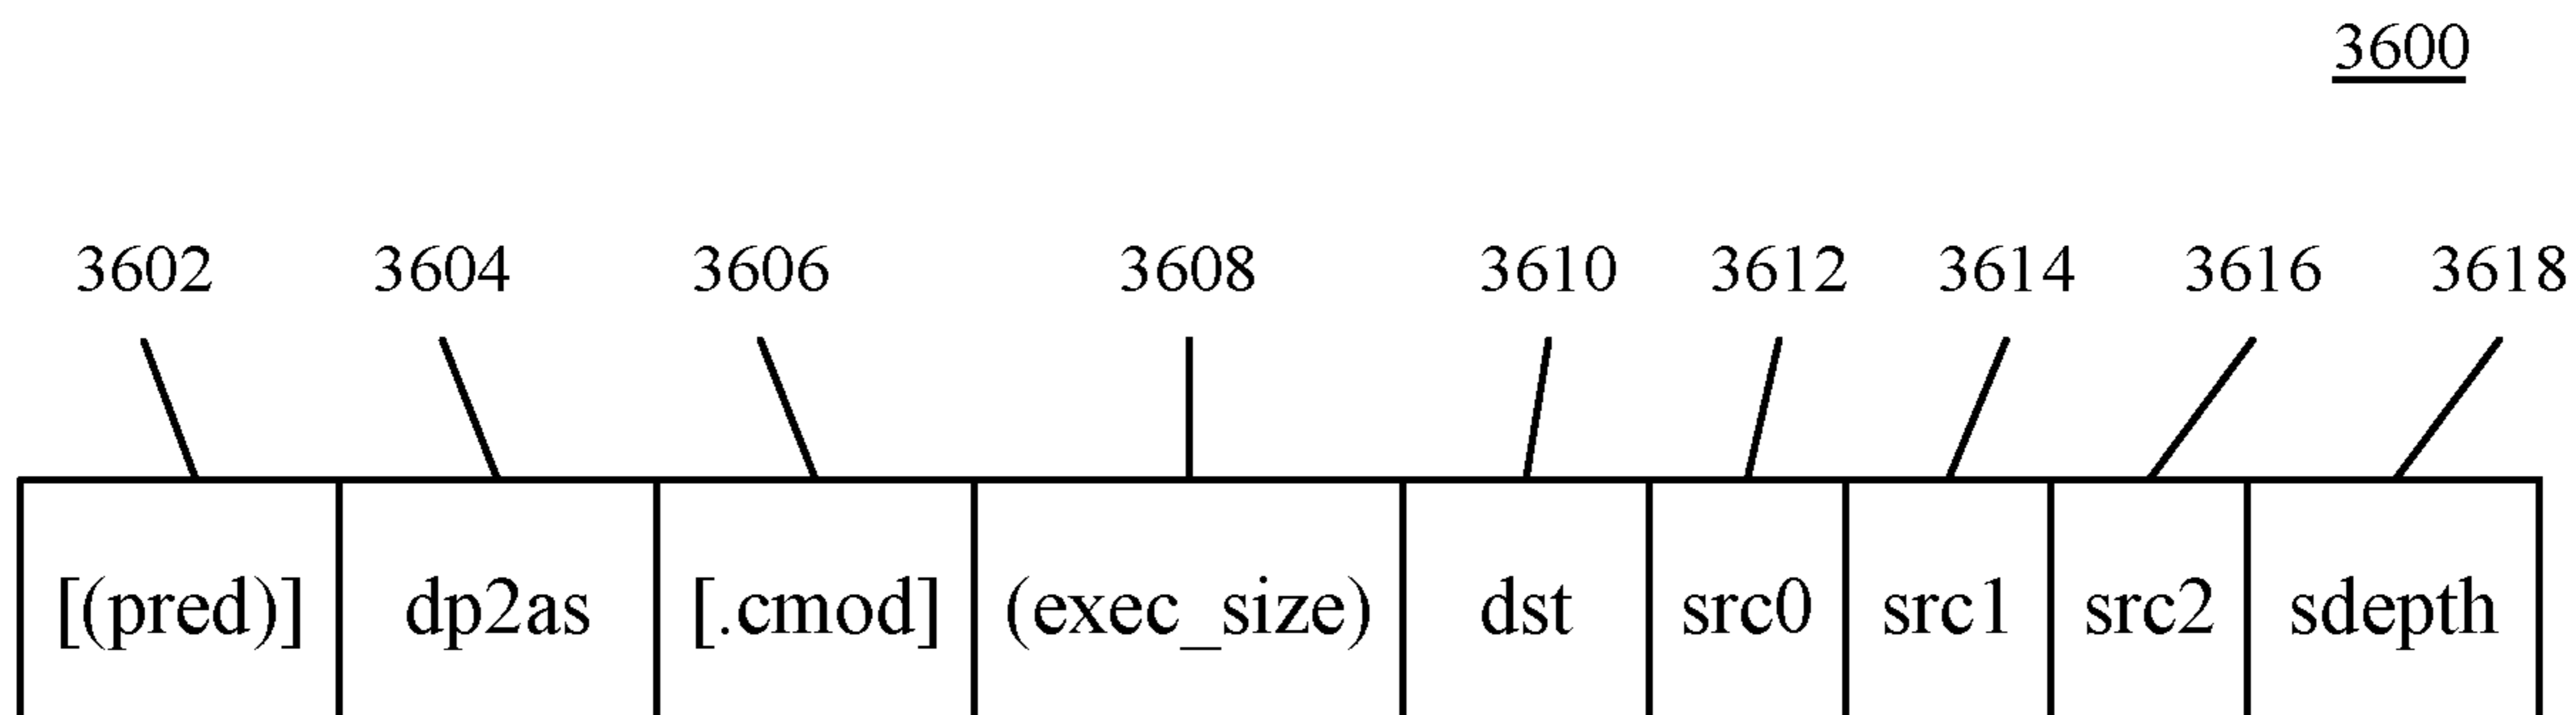 3600
3602 3604 3606 3608 3610 3612 3614 3616 3618
[(pred)] dp2as [.cmod] (exec_size) dst src0 src1 src2 sdepth